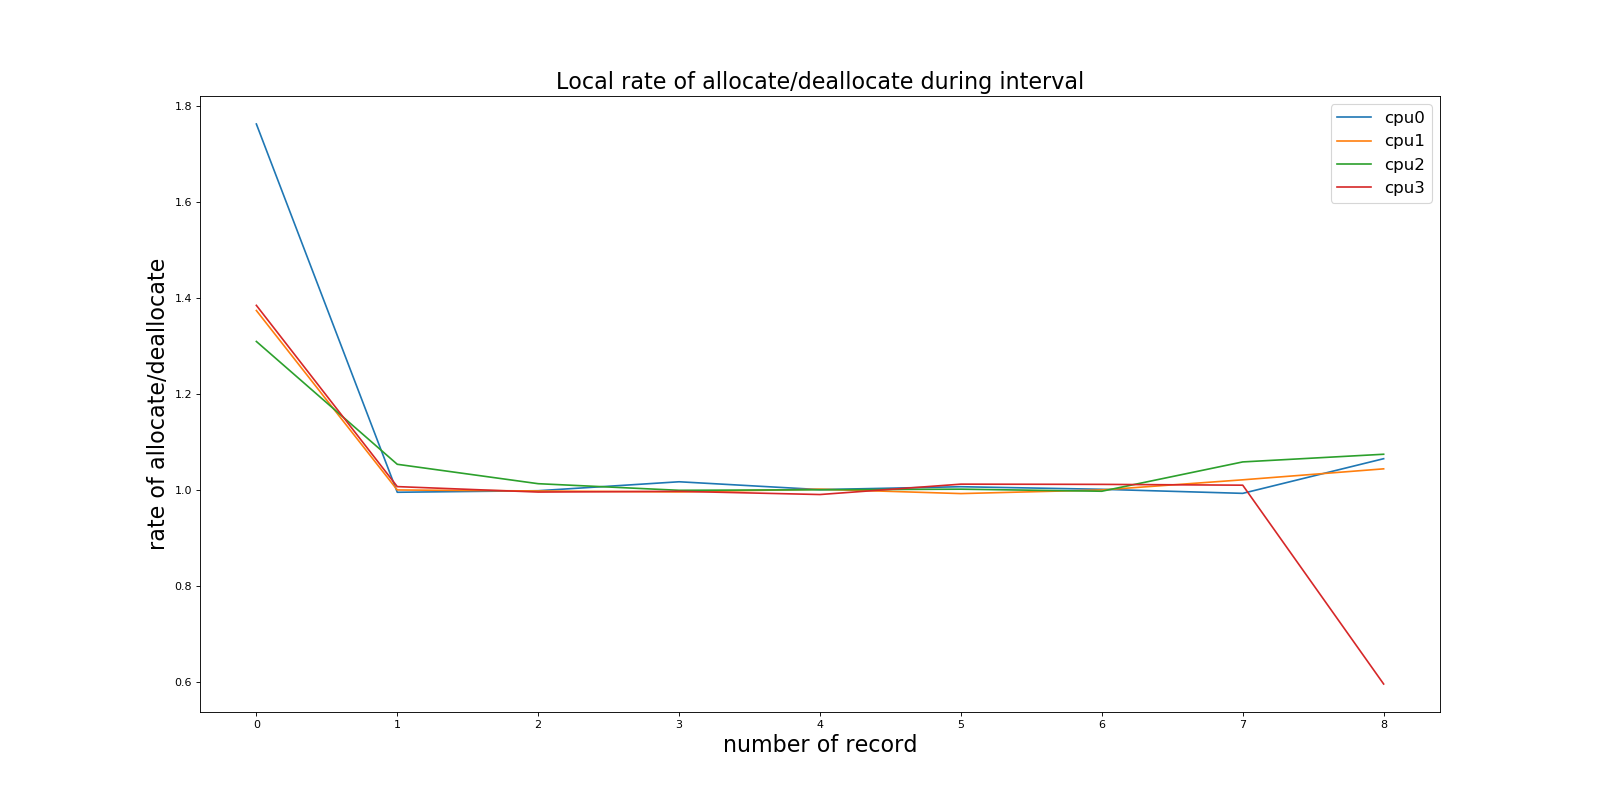 Local rate of allocate/deallocate during interval
rate of allocate/deallocate
1.8
1.6
1.4
1.2
1.0
0.8
0.6
cpu0
cpu1
cpu2
cpu3
0 1 2 3 4 5 6 7 8
number of record